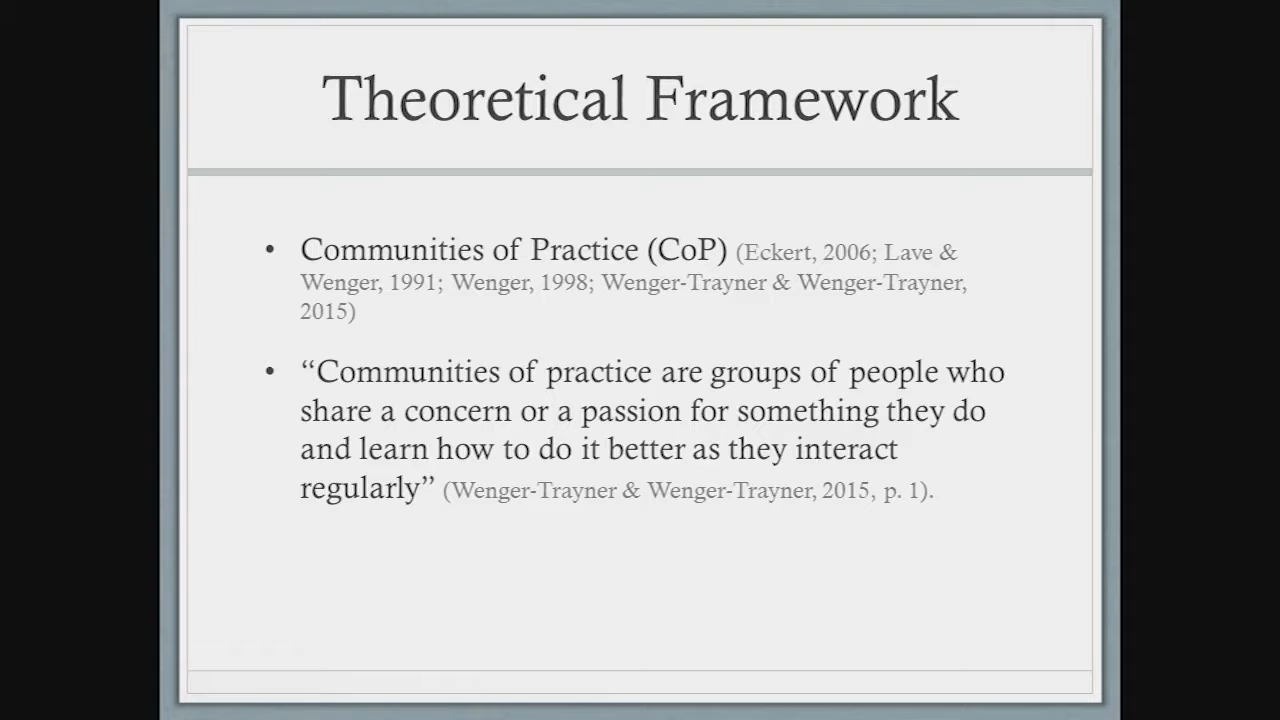 Theoretical Framework
• Communities of Practice (CoP) (Eckert, 2006; Lave &
Wenger, 1991; Wenger, 1998; Wenger-Trayner & Wenger-Trayner,
2015)
• “Communities of practice are groups of people who
share a concern or a passion for something they do
and learn how to do it better as they interact
regularly” (Wenger-Trayner & Wenger-Trayner, 2015, p. 1).